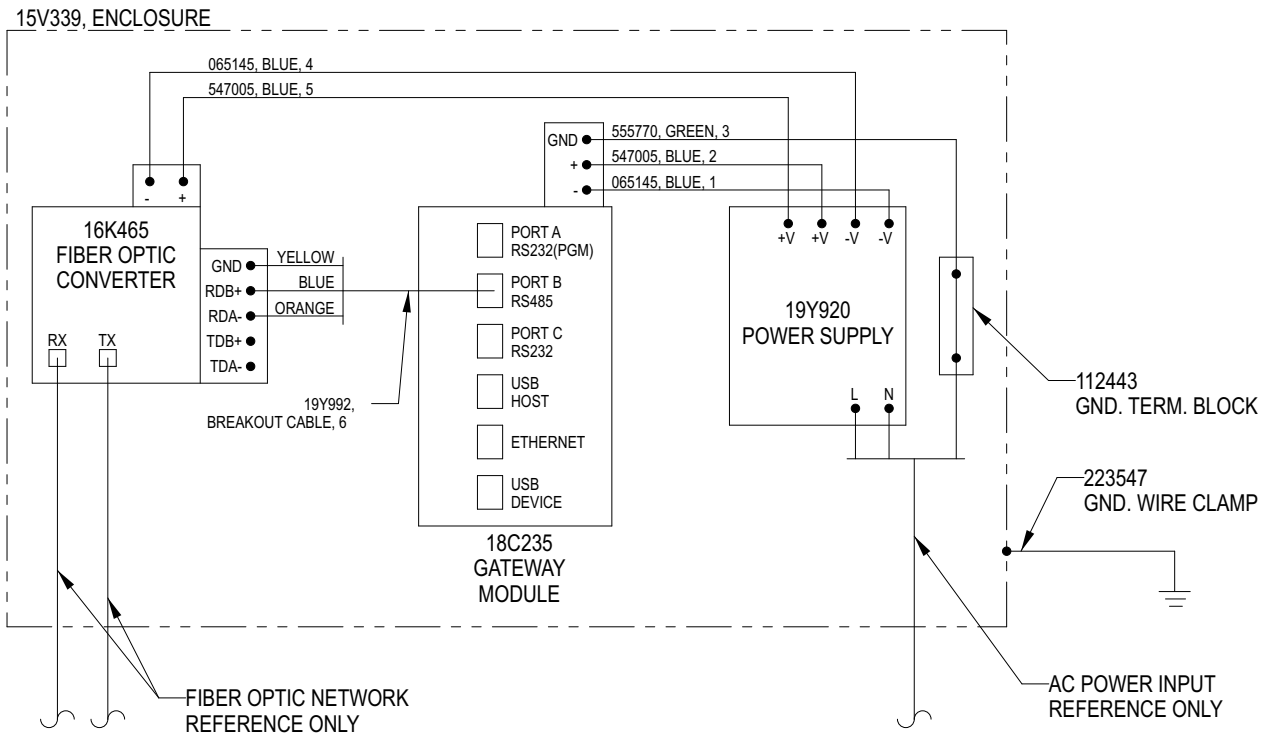 15V339, ENCLOSURE
065145, BLUE, 4
547005, BLUE, 5
GND
555770, GREEN, 3
+
547005, BLUE, 2
-
065145, BLUE, 1
-
+
16K465
FIBER OPTIC
CONVERTER
GND
YELLOW
RDB+
BLUE
RDA-
ORANGE
TDB+
TDA-
RX
TX
19Y992,
BREAKOUT CABLE, 6
PORT A
RS232(PGM)
PORT B
RS485
PORT C
RS232
USB
HOST
ETHERNET
USB
DEVICE
18C235
GATEWAY
MODULE
+V
+V
-V
-V
19Y920
POWER SUPPLY
L
N
112443
GND. TERM. BLOCK
223547
GND. WIRE CLAMP
FIBER OPTIC NETWORK
REFERENCE ONLY
AC POWER INPUT
REFERENCE ONLY